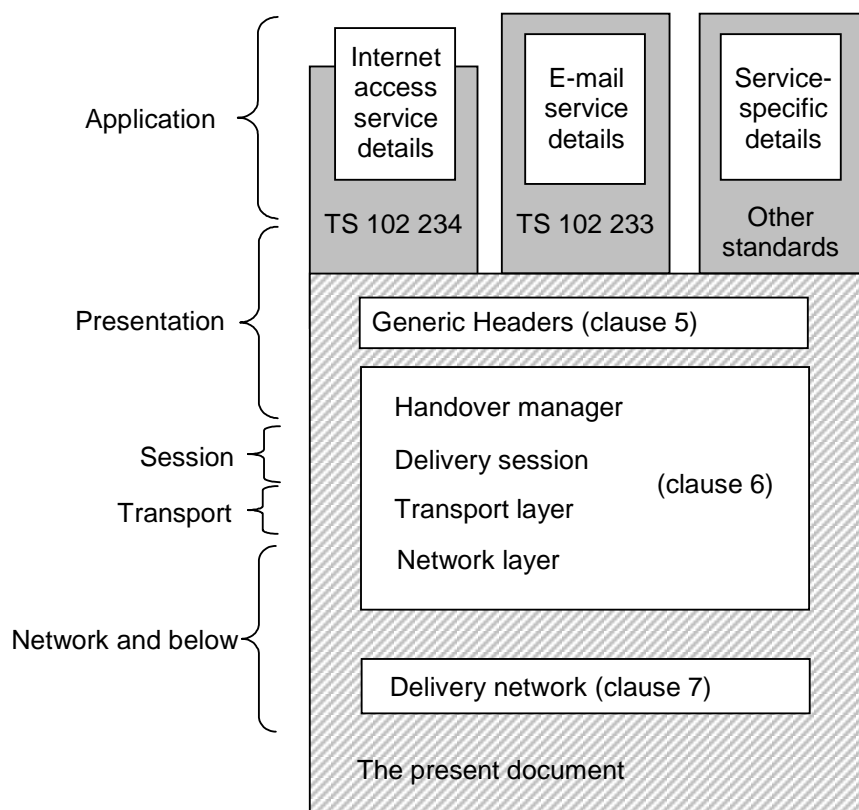 Application
Internet
access
service
details
TS 102 234
E-mail
service
details
TS 102 233
Service-
specific
details
Other
standards
Presentation
Generic Headers (clause 5)
Handover manager
Session
Delivery session
(clause 6)
Transport
Transport layer
Network layer
Network and below
Delivery network (clause 7)
The present document